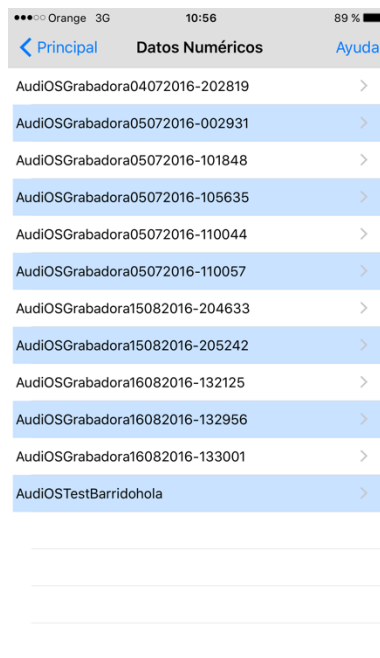 Orange 3G 10:56 89 %
Principal Datos Numéricos Ayuda
AudiOSGrabadora04072016-202819
AudiOSGrabadora05072016-002931
AudiOSGrabadora05072016-101848
AudiOSGrabadora05072016-105635
AudiOSGrabadora05072016-110044
AudiOSGrabadora05072016-110057
AudiOSGrabadora15082016-204633
AudiOSGrabadora15082016-205242
AudiOSGrabadora16082016-132125
AudiOSGrabadora16082016-132956
AudiOSGrabadora16082016-133001
AudiOSTestBarridohola